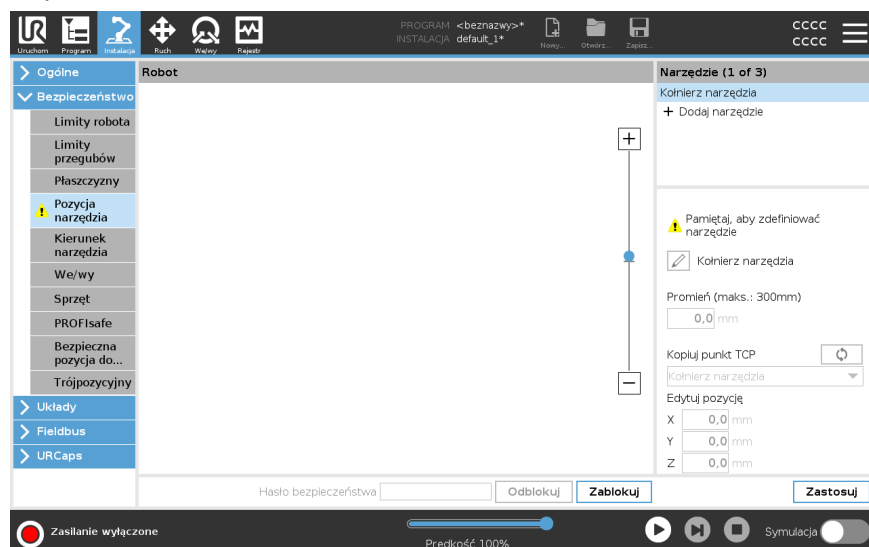 PROGRAM <beznazwy>*
INSTALACJA default_1*
cccc
cccc
Uruchom Program Instalacja Ruch We/wy Rejestr Nowy... Otwórz... Zapisz...
Ogólne
Bezpieczeństwo
Limity robota
Limity
przegubów
Płaszczyzny
Pozycja
narzędzia
Kierunek
narzędzia
We/wy
Sprzęt
PROFIsafe
Bezpieczna
pozycja do...
Trójpozycyjny
Układy
Fieldbus
URCaps
Robot
Narzędzie (1 of 3)
Kołnierz narzędzia
+ Dodaj narzędzie
Pamiętaj, aby zdefiniować
narzędzie
Kołnierz narzędzia
Promień (maks.: 300mm)
0,0 mm
Kopiuj punkt TCP
Kołnierz narzędzia
Edytuj pozycję
X 0,0 mm
Y 0,0 mm
Z 0,0 mm
Hasło bezpieczeństwa Odblokuj Zablokuj Zastosuj
Zasilanie wyłączone
Prędkość 100%
Symulacja